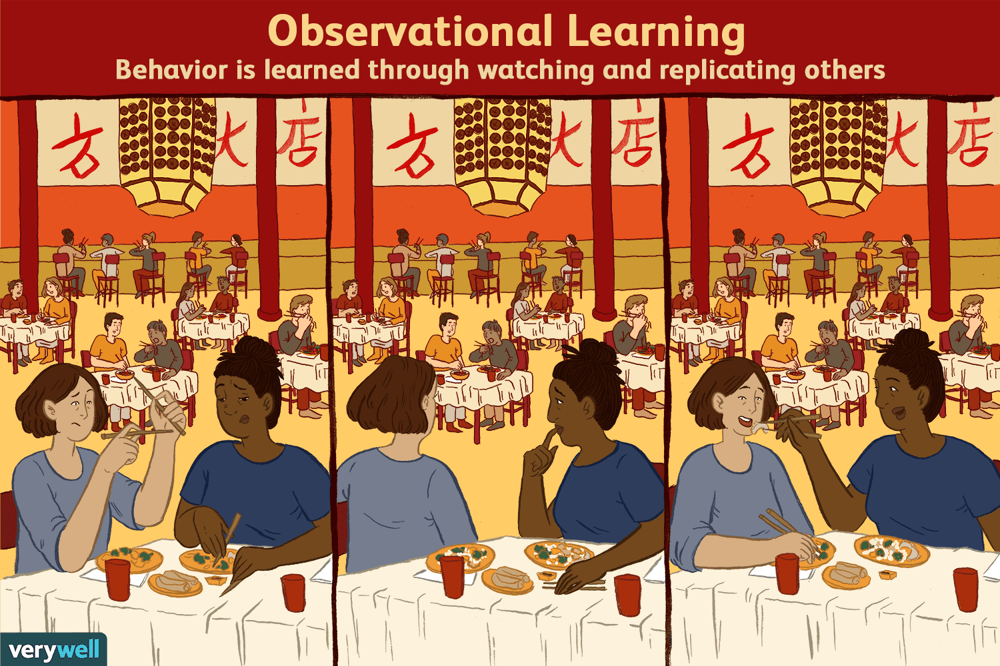 Observational Learning
Behavior is learned through watching and replicating others
大 店
大 店
大 店
verywell